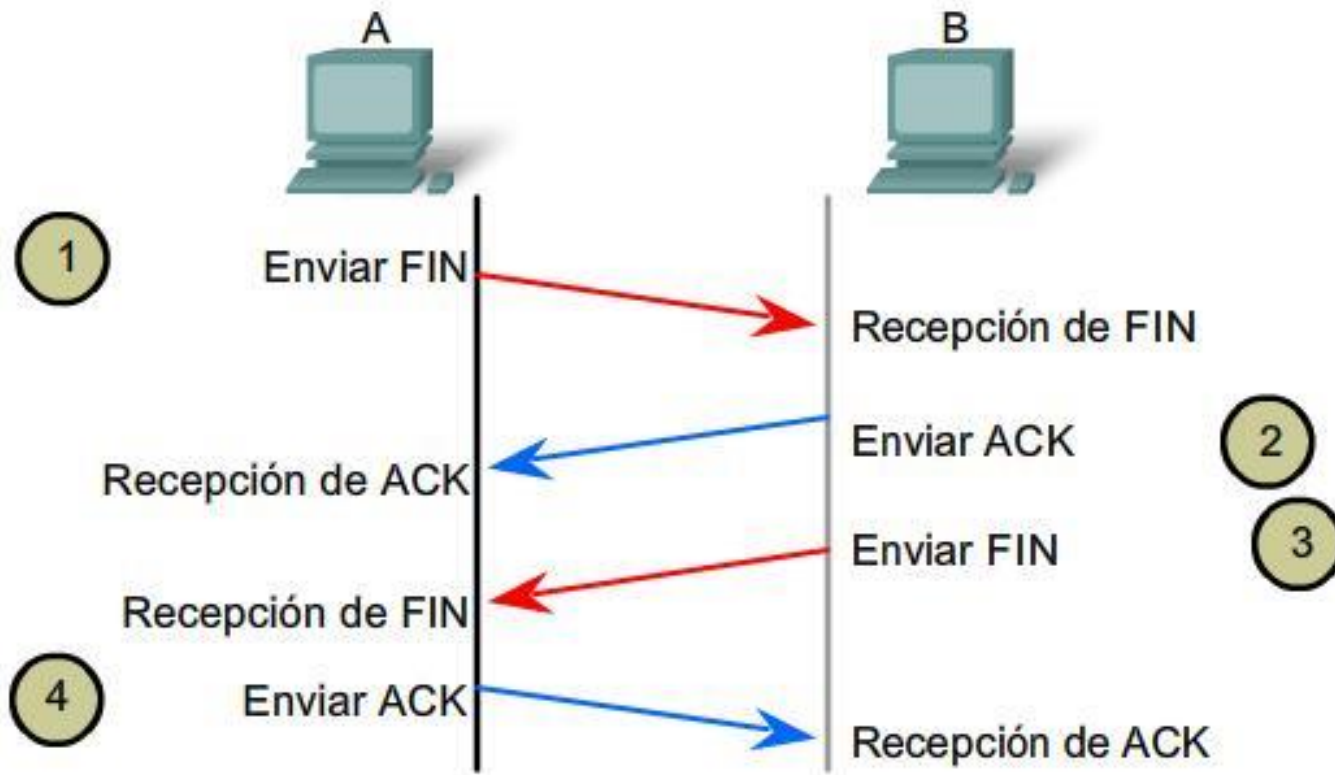 A
B
1
Enviar FIN
Recepción de FIN
Enviar ACK
2
Recepción de ACK
Enviar FIN
3
Recepción de FIN
4
Enviar ACK
Recepción de ACK